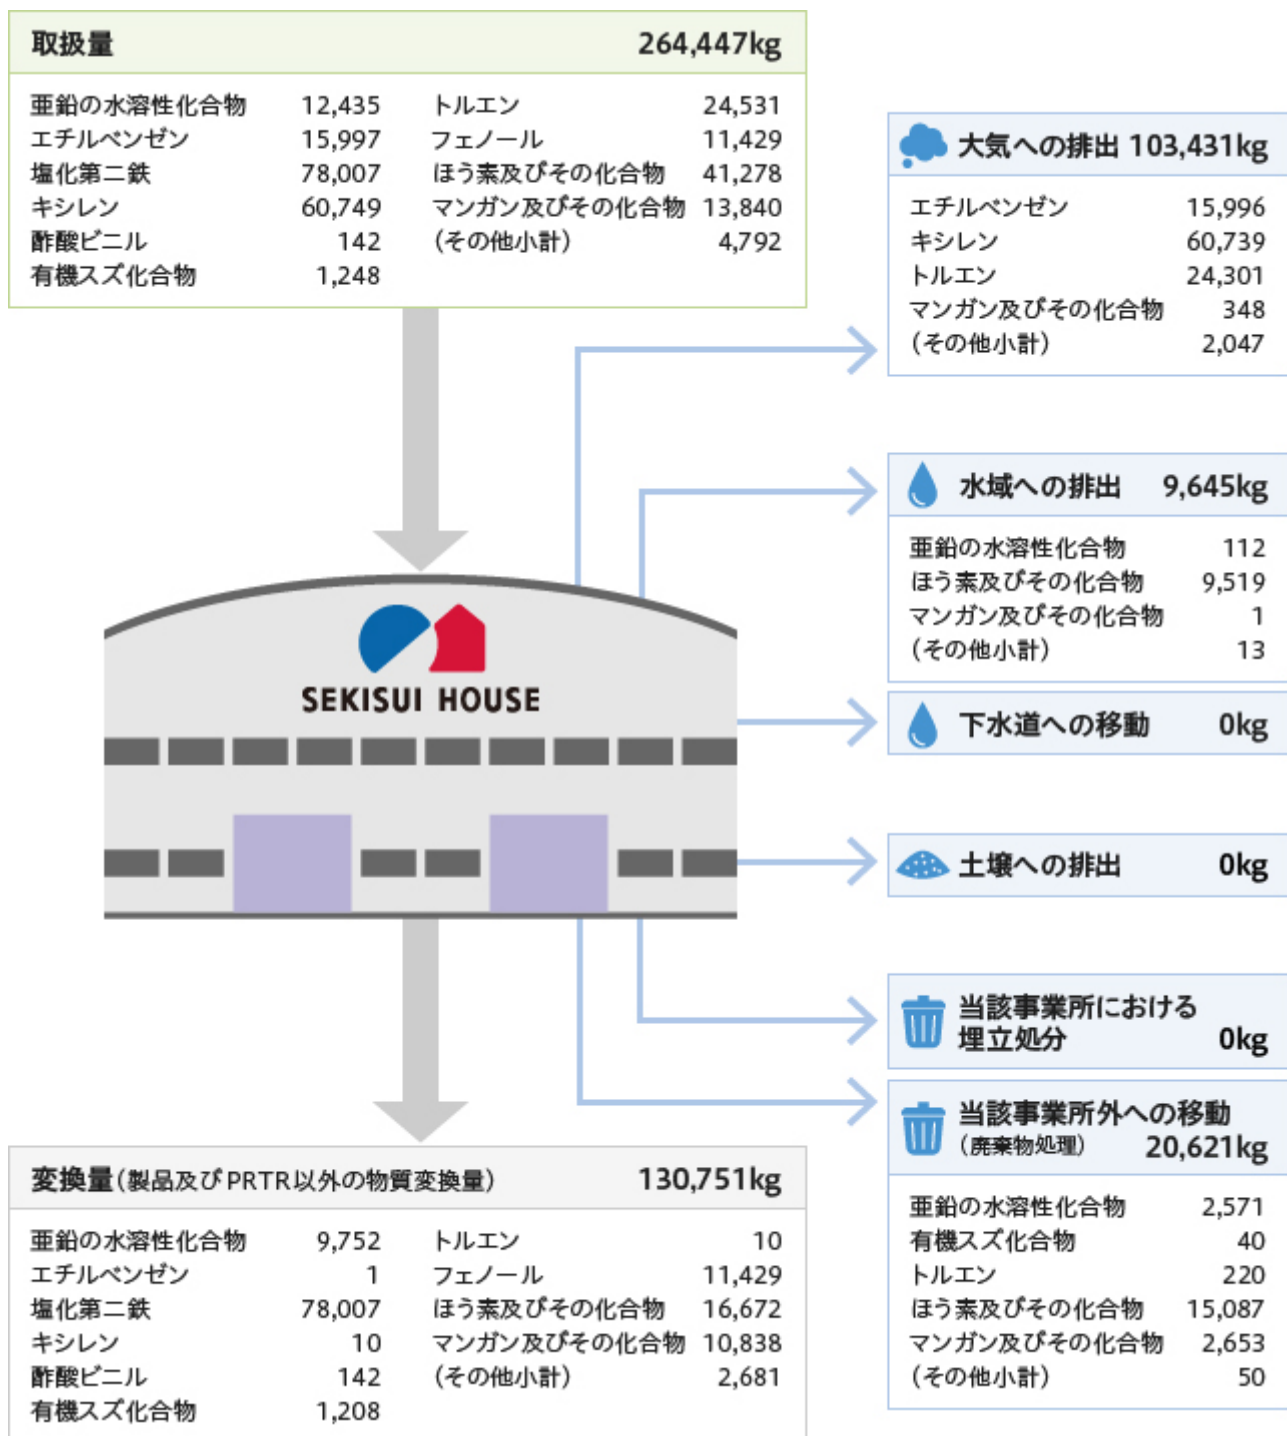 取扱量 264,447kg
亜鉛の水溶性化合物 12,435
エチルベンゼン 15,997
塩化第二鉄 78,007
キシレン 60,749
酢酸ビニル 142
有機スズ化合物 1,248
トルエン 24,531
フェノール 11,429
ほう素及びその化合物 41,278
マンガン及びその化合物 13,840
(その他小計) 4,792
大気への排出 103,431kg
エチルベンゼン 15,996
キシレン 60,739
トルエン 24,301
マンガン及びその化合物 348
(その他小計) 2,047
水域への排出 9,645kg
亜鉛の水溶性化合物 112
ほう素及びその化合物 9,519
マンガン及びその化合物 1
(その他小計) 13
SEKISUI HOUSE
下水道への移動 0kg
土壌への排出 0kg
当該事業所における
埋立処分 0kg
当該事業所外への移動
(廃棄物処理) 20,621kg
亜鉛の水溶性化合物 2,571
有機スズ化合物 40
トルエン 220
ほう素及びその化合物 15,087
マンガン及びその化合物 2,653
(その他小計) 50
変換量(製品及びPRTR以外の物質変換量) 130,751kg
亜鉛の水溶性化合物 9,752
エチルベンゼン 1
塩化第二鉄 78,007
キシレン 10
酢酸ビニル 142
有機スズ化合物 1,208
トルエン 10
フェノール 11,429
ほう素及びその化合物 16,672
マンガン及びその化合物 10,838
(その他小計) 2,681